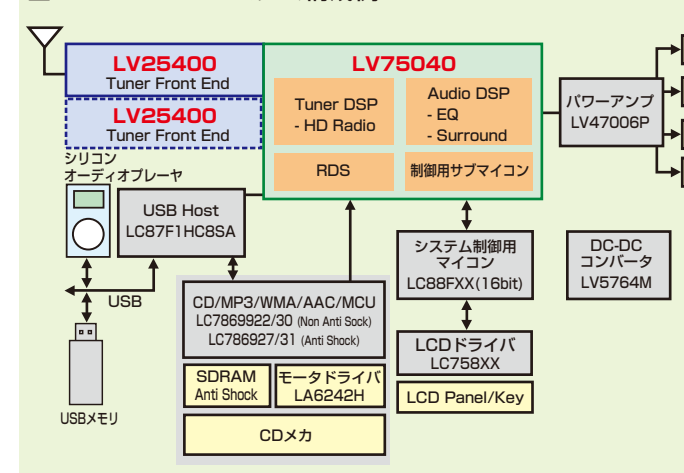 LV25400
Tuner Front End
LV25400
Tuner Front End
LV75040
Tuner DSP
- HD Radio
Audio DSP
- EQ
- Surround
RDS
制御用サブマイコン
パワーアンプ
LV47006P
シリコン
オーディオプレーヤ
USB Host
LC87F1HC8SA
USB
USBメモリ
CD/MP3/WMA/AAC/MCU
LC7869922/30 (Non Anti Sock)
LC786927/31 (Anti Shock)
SDRAM
Anti Shock
モータドライバ
LA6242H
CDメカ
システム制御用
マイコン
LC88FXX(16bit)
LCDドライバ
LC758XX
LCD Panel/Key
DC-DC
コンバータ
LV5764M